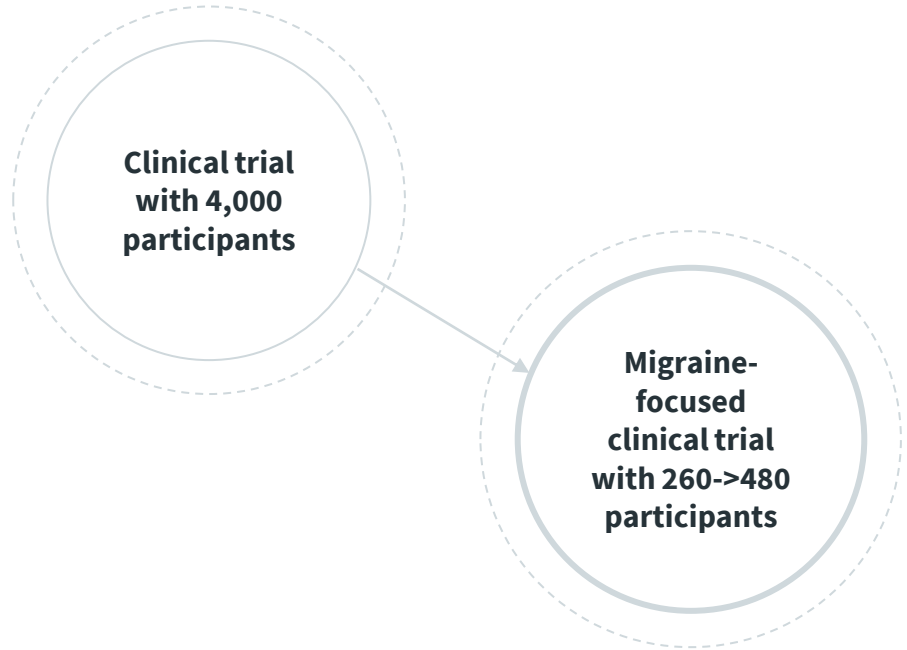 Clinical trial
with 4,000
participants
Migraine-
focused
clinical trial
with 260->480
participants